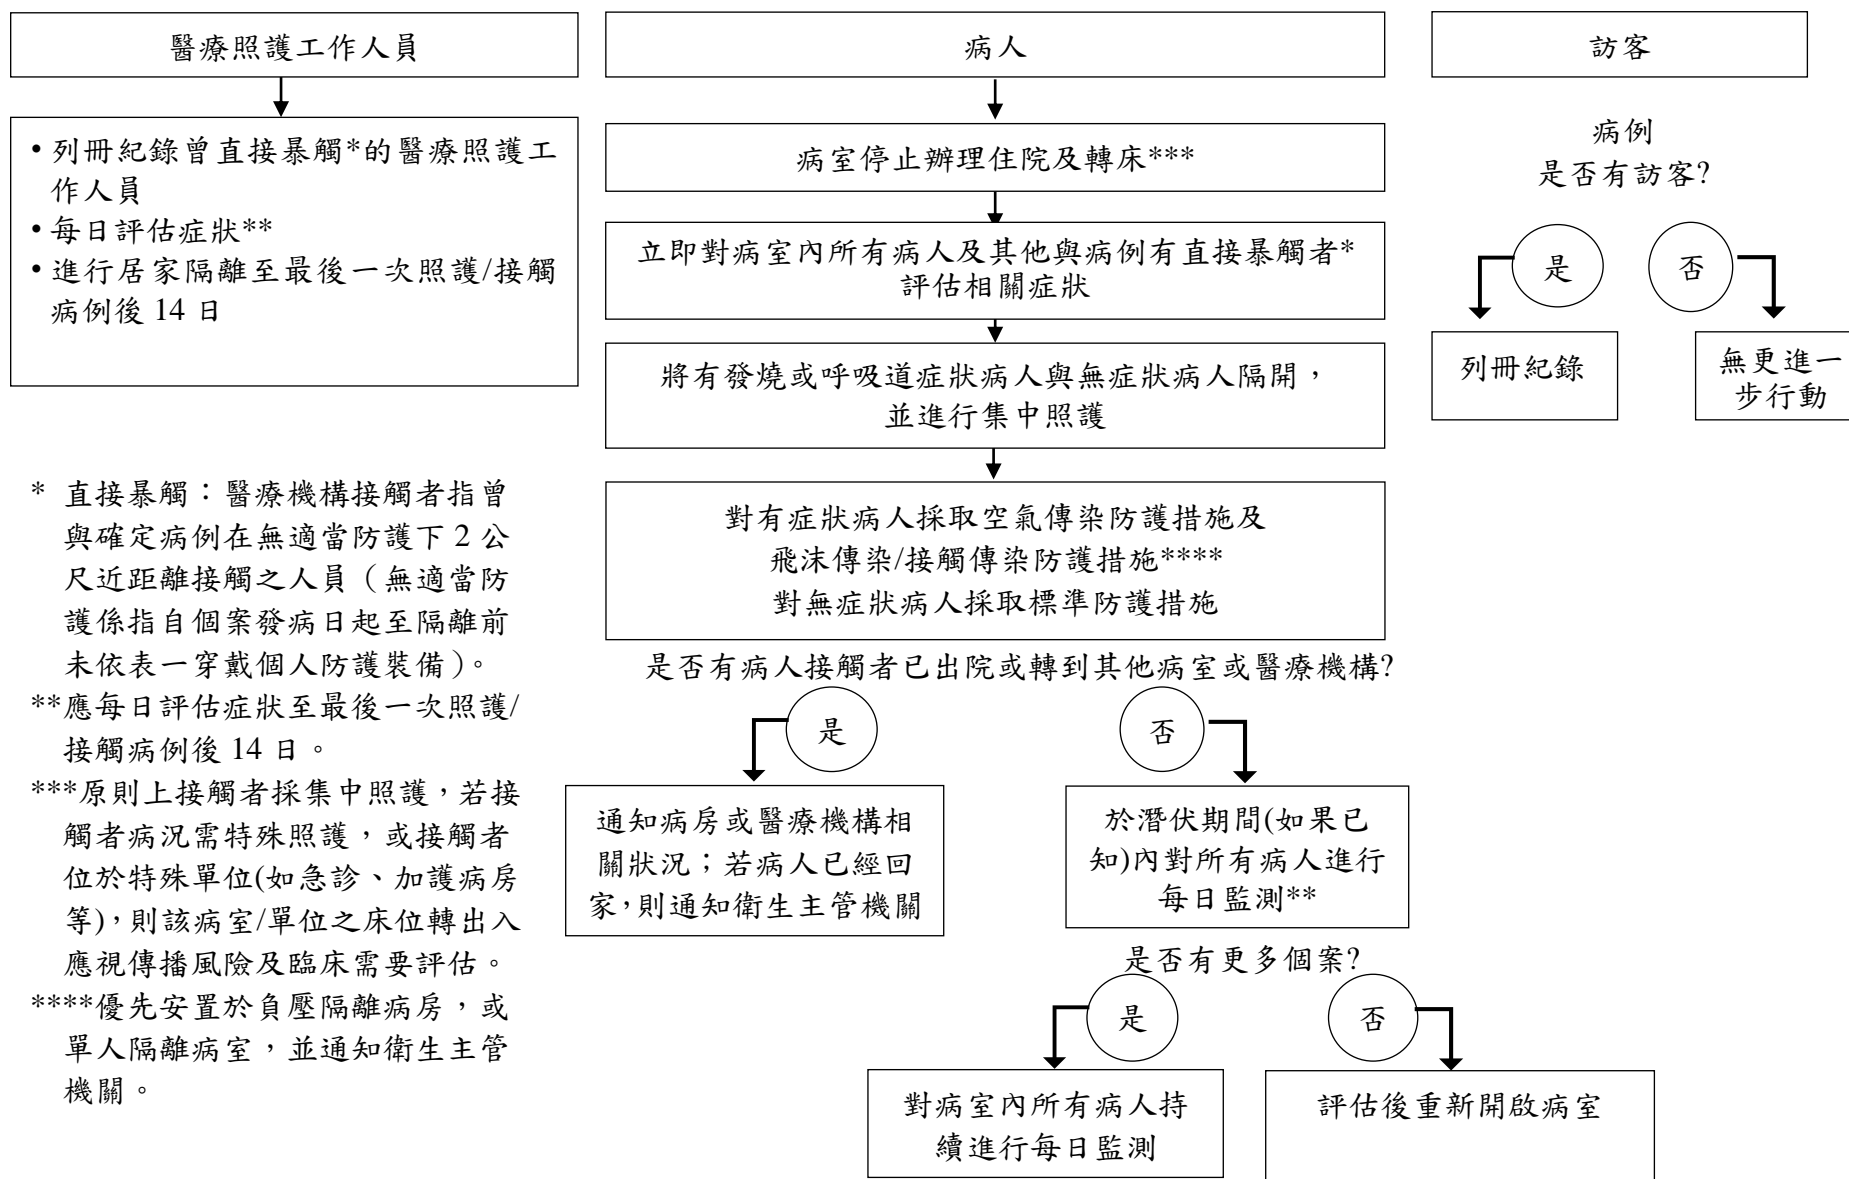 醫療照護工作人員
• 列冊紀錄曾直接暴觸*的醫療照護工
作人員
• 每日評估症狀**
• 進行居家隔離至最後一次照護/接觸
病例後 14 日
病人
病室停止辦理住院及轉床***
立即對病室內所有病人及其他與病例有直接暴觸者*
評估相關症狀
將有發燒或呼吸道症狀病人與無症狀病人隔開，
並進行集中照護
對有症狀病人採取空氣傳染防護措施及
飛沫傳染/接觸傳染防護措施****
對無症狀病人採取標準防護措施
是否有病人接觸者已出院或轉到其他病室或醫療機構?
是
否
通知病房或醫療機構相
關狀況；若病人已經回
家，則通知衛生主管機關
於潛伏期間(如果已
知)內對所有病人進行
每日監測**
是否有更多個案?
是
否
對病室內所有病人持
續進行每日監測
評估後重新開啟病室
訪客
病例
是否有訪客?
是
否
列冊紀錄
無更進一
步行動
* 直接暴觸：醫療機構接觸者指曾
與確定病例在無適當防護下 2 公
尺近距離接觸之人員（無適當防
護係指自個案發病日起至隔離前
未依表一穿戴個人防護裝備）。
**應每日評估症狀至最後一次照護/
接觸病例後 14 日。
***原則上接觸者採集中照護，若接
觸者病況需特殊照護，或接觸者
位於特殊單位(如急診、加護病房
等)，則該病室/單位之床位轉出入
應視傳播風險及臨床需要評估。
****優先安置於負壓隔離病房，或
單人隔離病室，並通知衛生主管
機關。